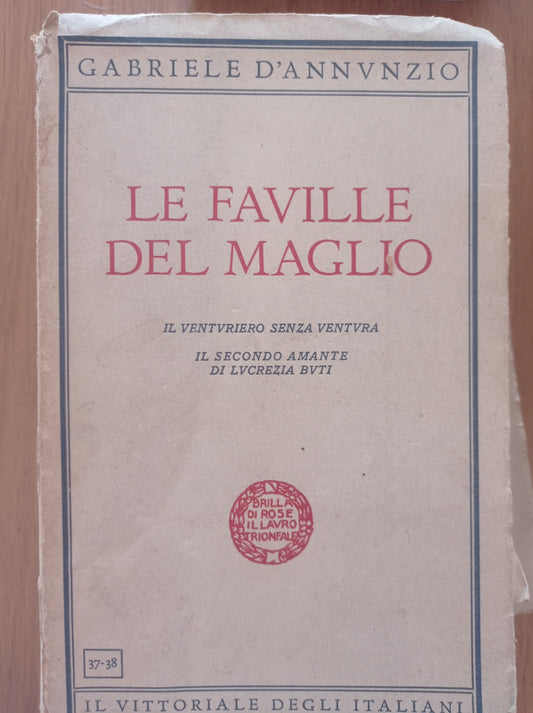 GABRIELE D'ANNVNZIO
LE FAVILLE
DEL MAGLIO
IL VENTVRIERO SENZA VENTVRA
IL SECONDO AMANTE
DI LVCREZIA BVTI
BRILLA
DI ROSE
IL LAVRO
TRIONFALE
37-38
IL VITTORIALE DEGLI ITALIANI